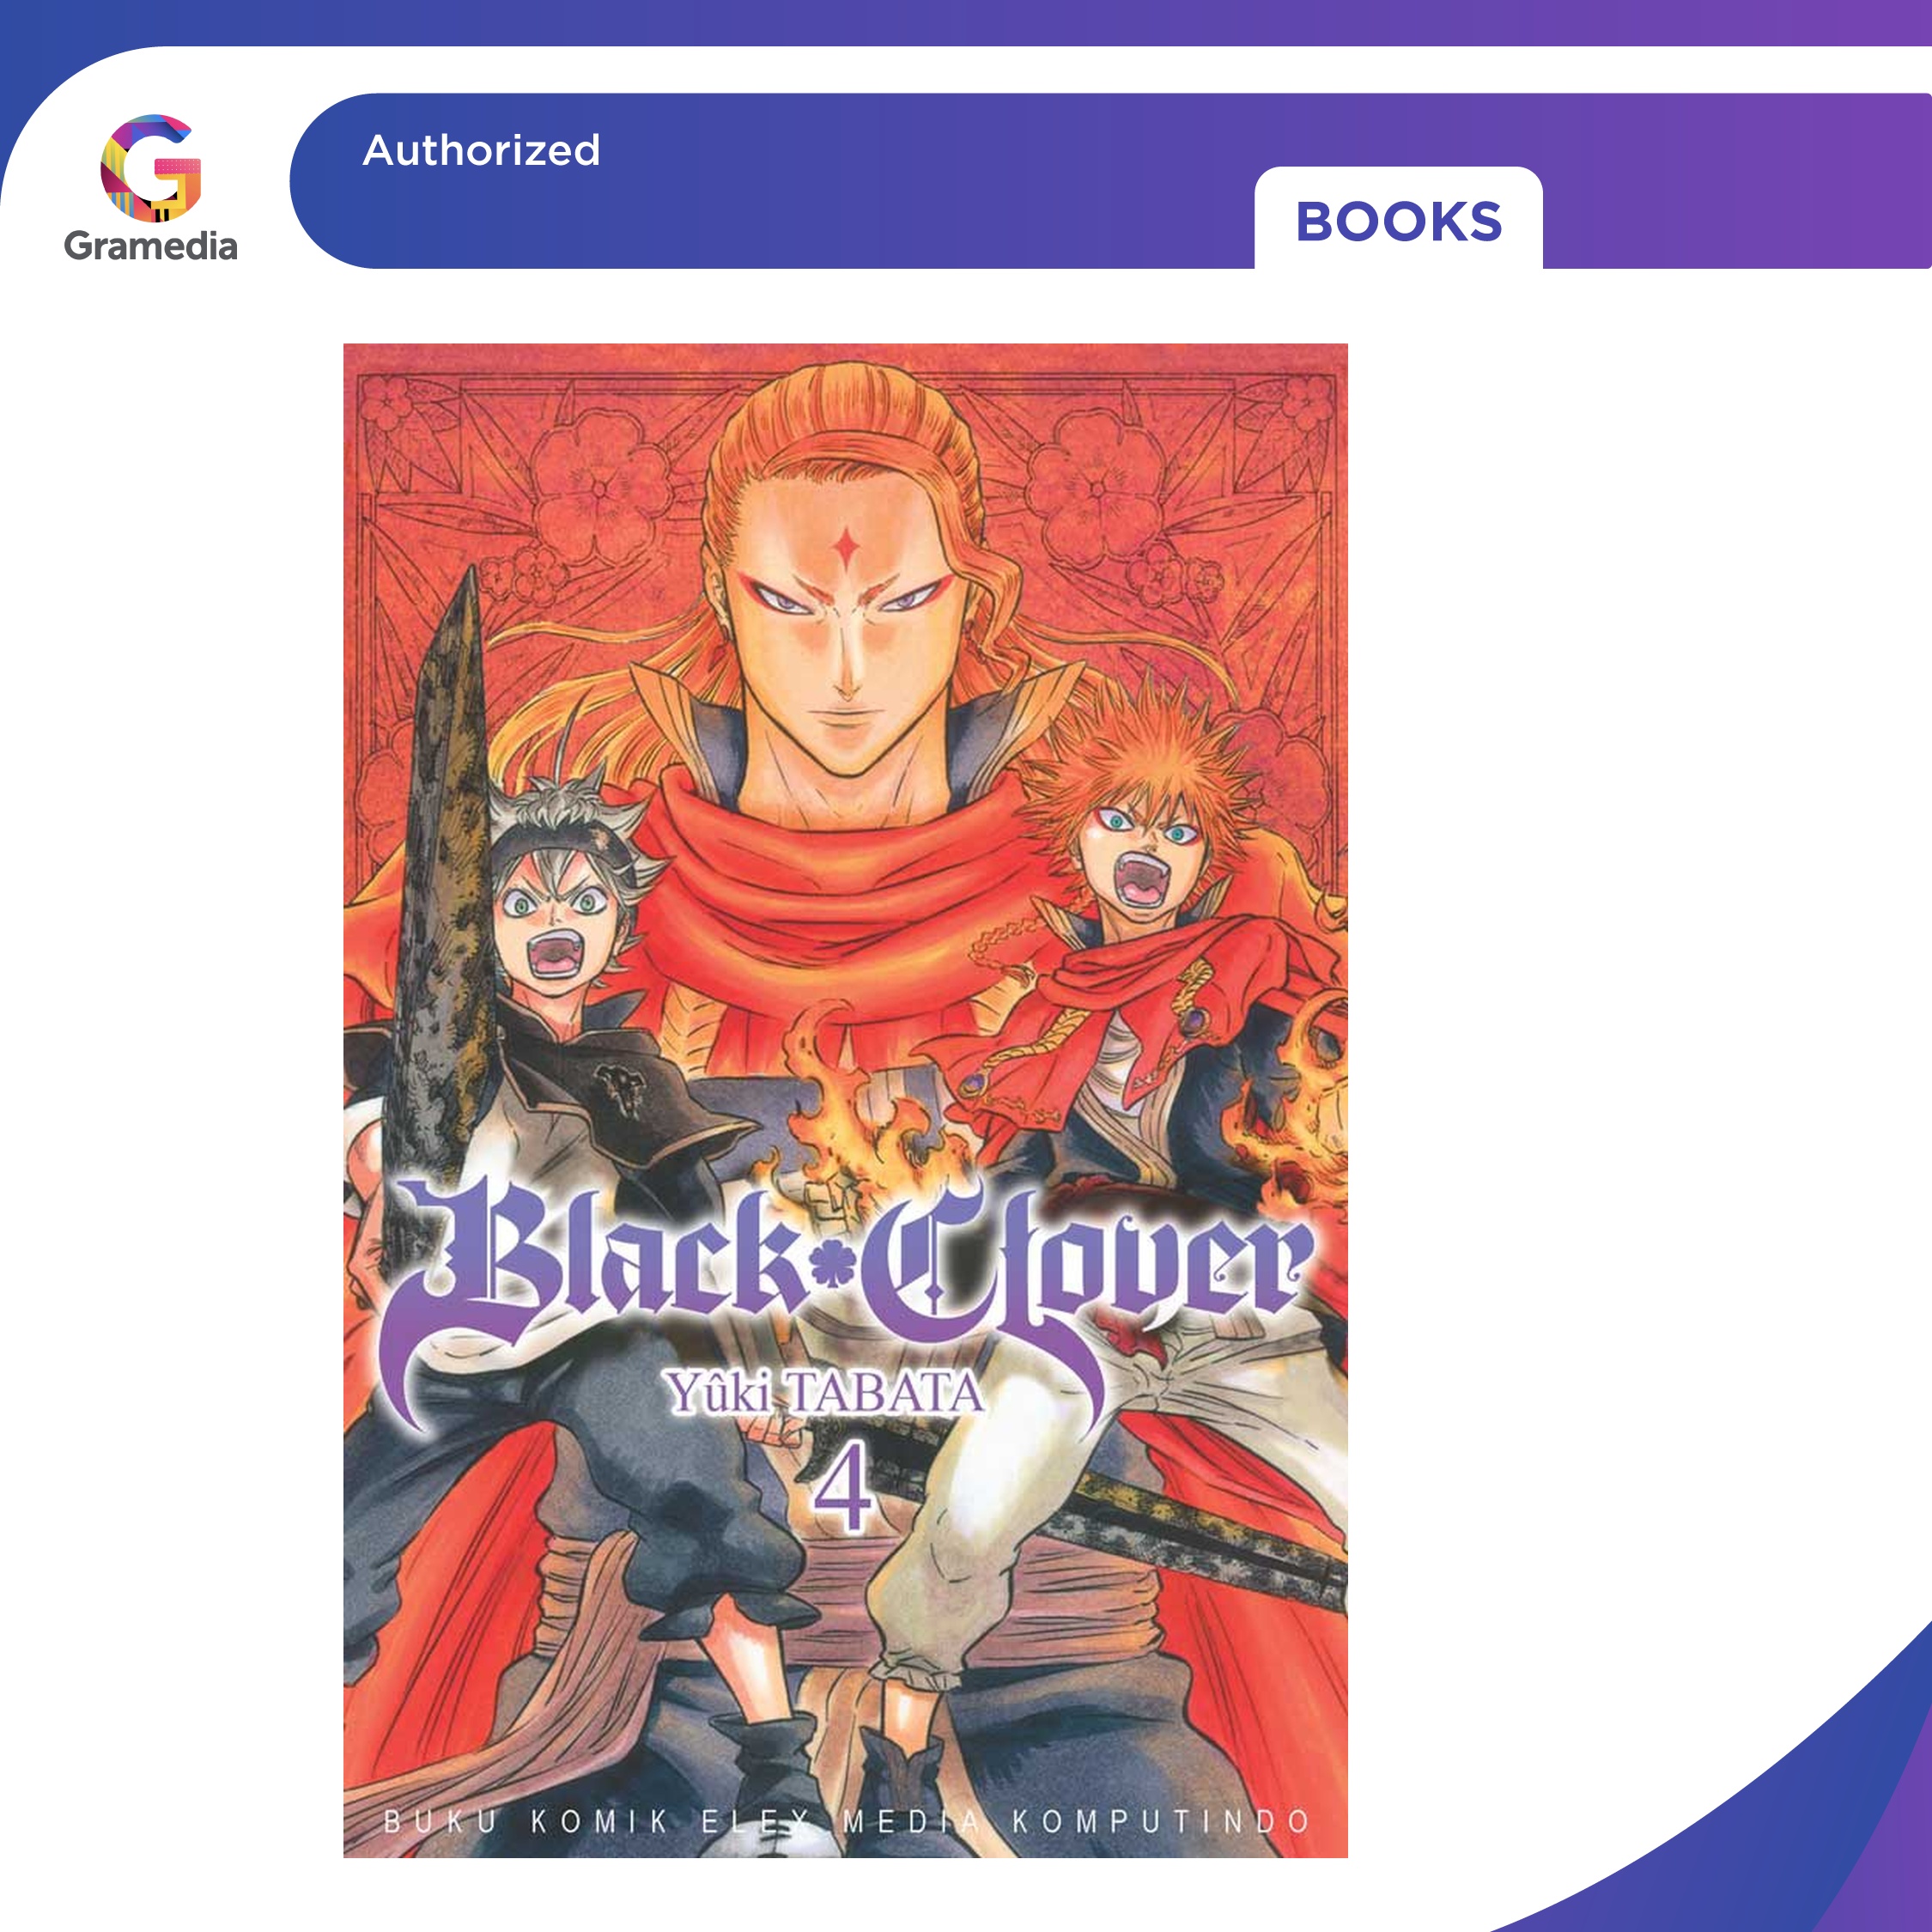 Authorized
BOOKS
Gramedia
Black Clover
Yûki TABATA
4
BUKU KOMIK ELEX MEDIA KOMPUTINDO